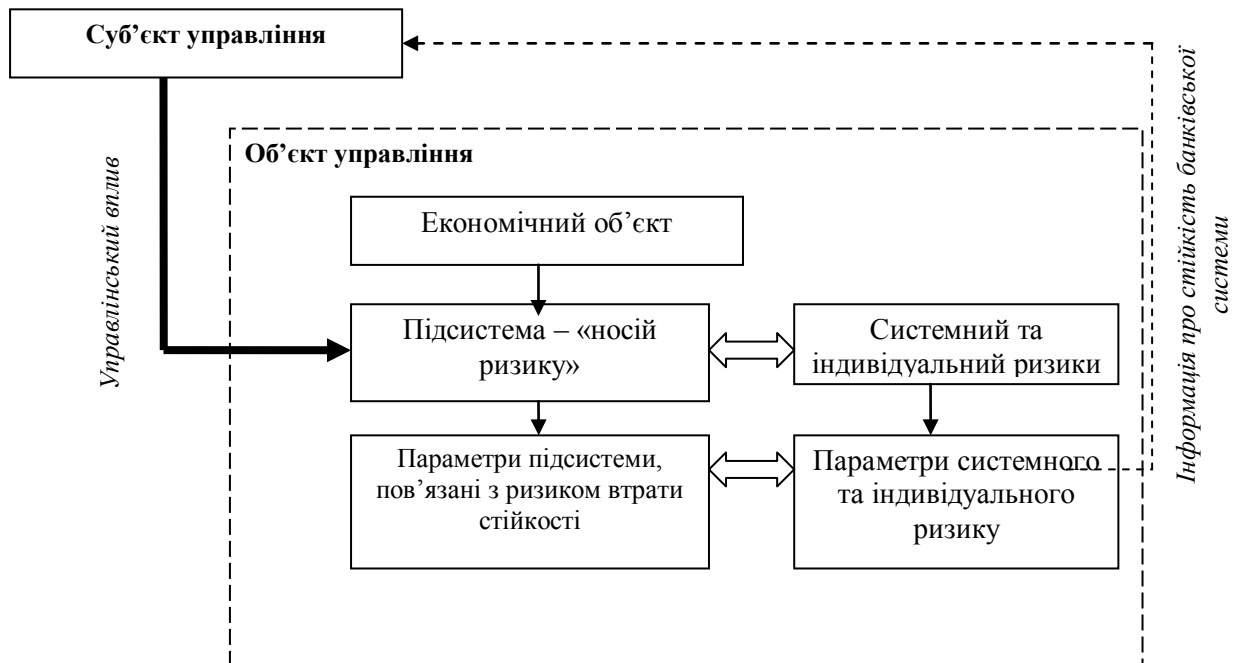 Суб’єкт управління
Управлінський вплив
Об’єкт управління
Економічний об’єкт
Підсистема – «носій
ризику»
Системний та
індивідуальний ризики
Параметри підсистеми,
пов’язані з ризиком втрати
стійкості
Параметри системного
та індивідуального
ризику
Інформація про стійкість банківської
системи